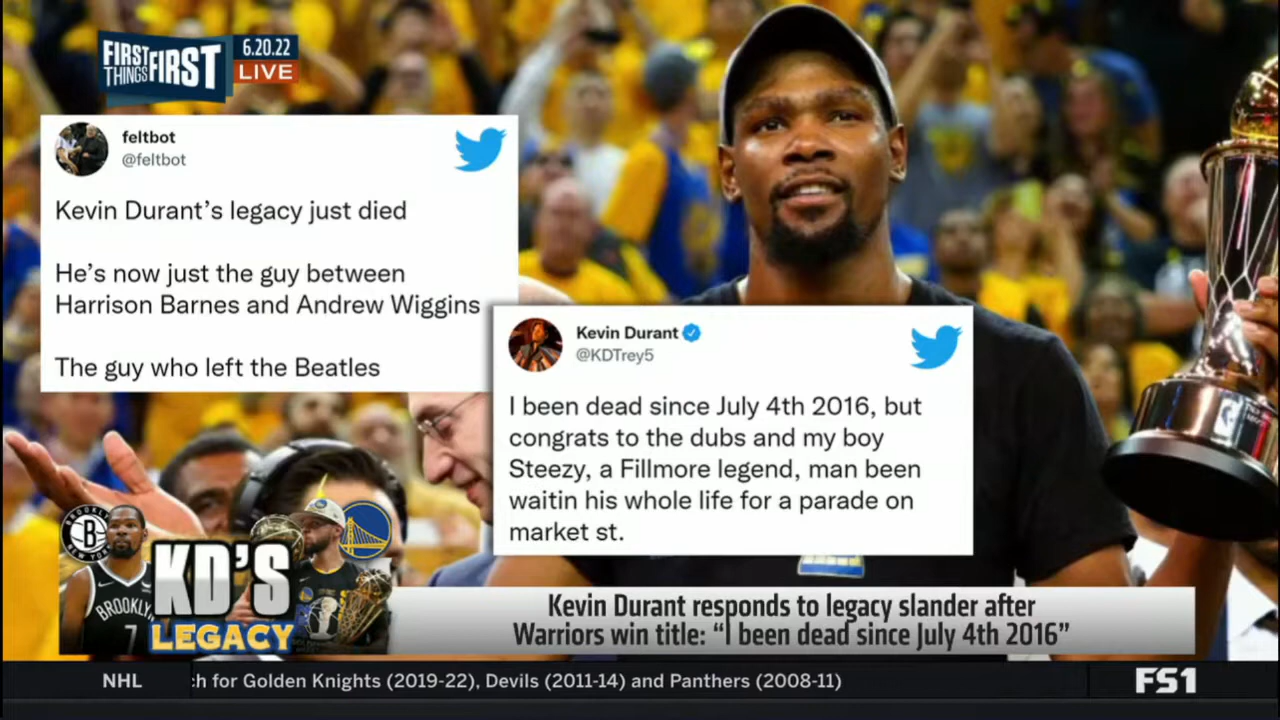 FIRST
THINGS
FIRST
6.20.22
LIVE
feltbot
@feltbot
Kevin Durant’s legacy just died
He’s now just the guy between
Harrison Barnes and Andrew Wiggins
The guy who left the Beatles
Kevin Durant
@KDTrey5
I been dead since July 4th 2016, but
congrats to the dubs and my boy
Steezy, a Fillmore legend, man been
waitin his whole life for a parade on
market st.
BROOKLYN
B
NEW YORK
BROOKLYN
7
KD’S
LEGACY
Kevin Durant responds to legacy slander after
Warriors win title: “I been dead since July 4th 2016”
NHL
:h for Golden Knights (2019-22), Devils (2011-14) and Panthers (2008-11)
FS1